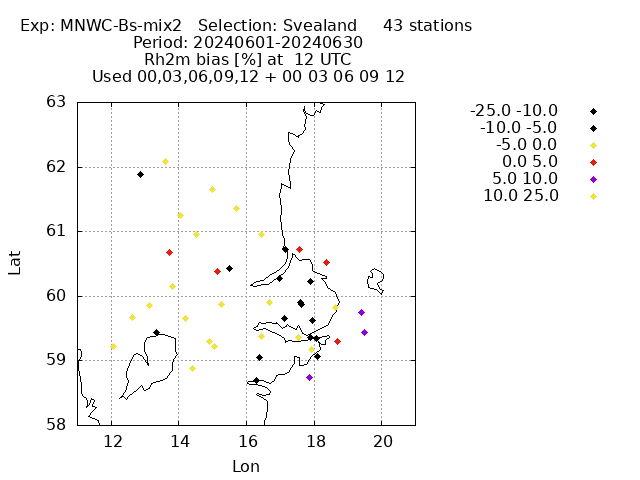 Exp: MNWC-Bs-mix2 Selection: Svealand 43 stations
Period: 20240601-20240630
Rh2m bias [%] at 12 UTC
Used 00,03,06,09,12 + 00 03 06 09 12
-25.0 -10.0
-10.0 -5.0
-5.0 0.0
0.0 5.0
5.0 10.0
10.0 25.0
63
62
61
60
59
58
Lat
12 14 16 18 20
Lon